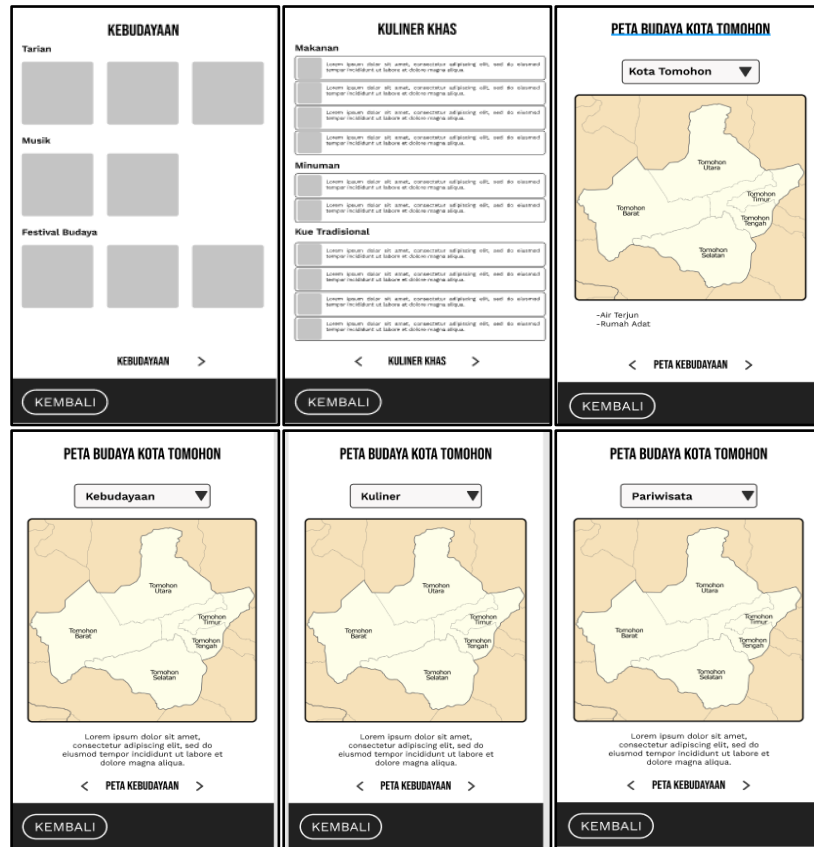 KEBUDAYAAN
Tarian
Musik
Festival Budaya
KEBUDAYAAN >
KEMBALI
KULINER KHAS
Makanan
Lorem ipsum dolor sit amet, consectetur adipiscing elit, sed do eiusmod
tempor incididunt ut labore et dolore magna aliqua.
Lorem ipsum dolor sit amet, consectetur adipiscing elit, sed do eiusmod
tempor incididunt ut labore et dolore magna aliqua.
Lorem ipsum dolor sit amet, consectetur adipiscing elit, sed do eiusmod
tempor incididunt ut labore et dolore magna aliqua.
Lorem ipsum dolor sit amet, consectetur adipiscing elit, sed do eiusmod
tempor incididunt ut labore et dolore magna aliqua.
Minuman
Lorem ipsum dolor sit amet, consectetur adipiscing elit, sed do eiusmod
tempor incididunt ut labore et dolore magna aliqua.
Lorem ipsum dolor sit amet, consectetur adipiscing elit, sed do eiusmod
tempor incididunt ut labore et dolore magna aliqua.
Kue Tradisional
Lorem ipsum dolor sit amet, consectetur adipiscing elit, sed do eiusmod
tempor incididunt ut labore et dolore magna aliqua.
Lorem ipsum dolor sit amet, consectetur adipiscing elit, sed do eiusmod
tempor incididunt ut labore et dolore magna aliqua.
Lorem ipsum dolor sit amet, consectetur adipiscing elit, sed do eiusmod
tempor incididunt ut labore et dolore magna aliqua.
Lorem ipsum dolor sit amet, consectetur adipiscing elit, sed do eiusmod
tempor incididunt ut labore et dolore magna aliqua.
< KULINER KHAS >
KEMBALI
PETA BUDAYA KOTA TOMOHON
Kota Tomohon
Tomohon
Utara
Tomohon
Timur
Tomohon
Barat
Tomohon
Tengah
Tomohon
Selatan
-Air Terjun
-Rumah Adat
< PETA KEBUDAYAAN >
KEMBALI
PETA BUDAYA KOTA TOMOHON
Kebudayaan
Tomohon
Utara
Tomohon
Timur
Tomohon
Barat
Tomohon
Tengah
Tomohon
Selatan
Lorem ipsum dolor sit amet,
consectetur adipiscing elit, sed do
eiusmod tempor incididunt ut labore et
dolore magna aliqua.
< PETA KEBUDAYAAN >
KEMBALI
PETA BUDAYA KOTA TOMOHON
Kuliner
Tomohon
Utara
Tomohon
Timur
Tomohon
Barat
Tomohon
Tengah
Tomohon
Selatan
Lorem ipsum dolor sit amet,
consectetur adipiscing elit, sed do
eiusmod tempor incididunt ut labore et
dolore magna aliqua.
< PETA KEBUDAYAAN >
KEMBALI
PETA BUDAYA KOTA TOMOHON
Pariwisata
Tomohon
Utara
Tomohon
Timur
Tomohon
Barat
Tomohon
Tengah
Tomohon
Selatan
Lorem ipsum dolor sit amet,
consectetur adipiscing elit, sed do
eiusmod tempor incididunt ut labore et
dolore magna aliqua.
< PETA KEBUDAYAAN >
KEMBALI